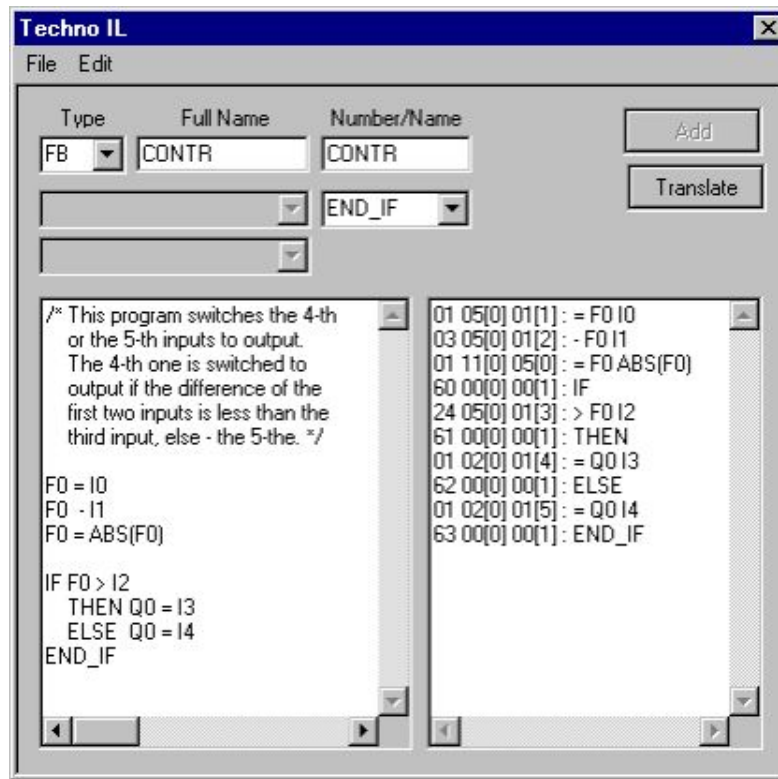 Techno IL
File Edit
Type Full Name Number/Name
FB CONTR CONTR
Add
Translate
END_IF
/* This program switches the 4-th
or the 5-th inputs to output.
The 4-th one is switched to
output if the difference of the
first two inputs is less than the
third input, else - the 5-the. */
F0 = I0
F0 - I1
F0 = ABS(F0)
IF F0 > I2
THEN Q0 = I3
ELSE Q0 = I4
END_IF
01 05[0] 01[1] : = F0 I0
03 05[0] 01[2] : - F0 I1
01 11[0] 05[0] : = F0 ABS(F0)
60 00[0] 00[1] : IF
24 05[0] 01[3] : > F0 I2
61 00[0] 00[1] : THEN
01 02[0] 01[4] : = Q0 I3
62 00[0] 00[1] : ELSE
01 02[0] 01[5] : = Q0 I4
63 00[0] 00[1] : END_IF